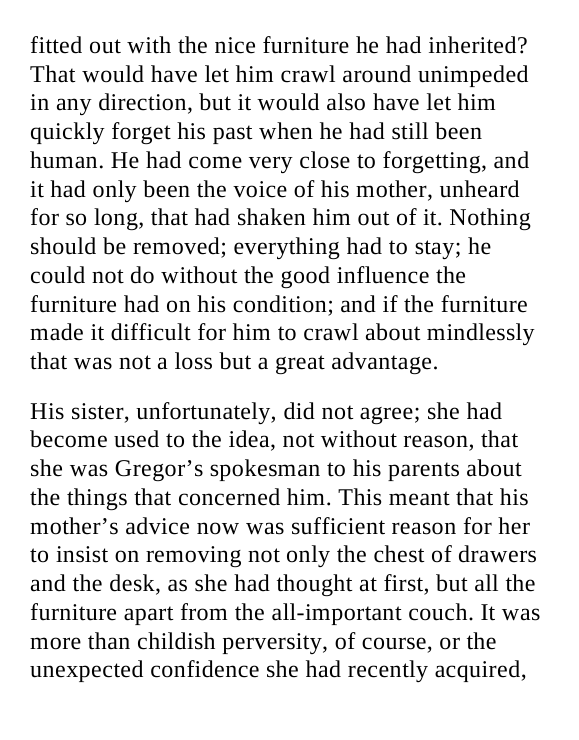 fitted out with the nice furniture he had inherited?
That would have let him crawl around unimpeded
in any direction, but it would also have let him
quickly forget his past when he had still been
human. He had come very close to forgetting, and
it had only been the voice of his mother, unheard
for so long, that had shaken him out of it. Nothing
should be removed; everything had to stay; he
could not do without the good influence the
furniture had on his condition; and if the furniture
made it difficult for him to crawl about mindlessly
that was not a loss but a great advantage.
His sister, unfortunately, did not agree; she had
become used to the idea, not without reason, that
she was Gregor’s spokesman to his parents about
the things that concerned him. This meant that his
mother’s advice now was sufficient reason for her
to insist on removing not only the chest of drawers
and the desk, as she had thought at first, but all the
furniture apart from the all-important couch. It was
more than childish perversity, of course, or the
unexpected confidence she had recently acquired,